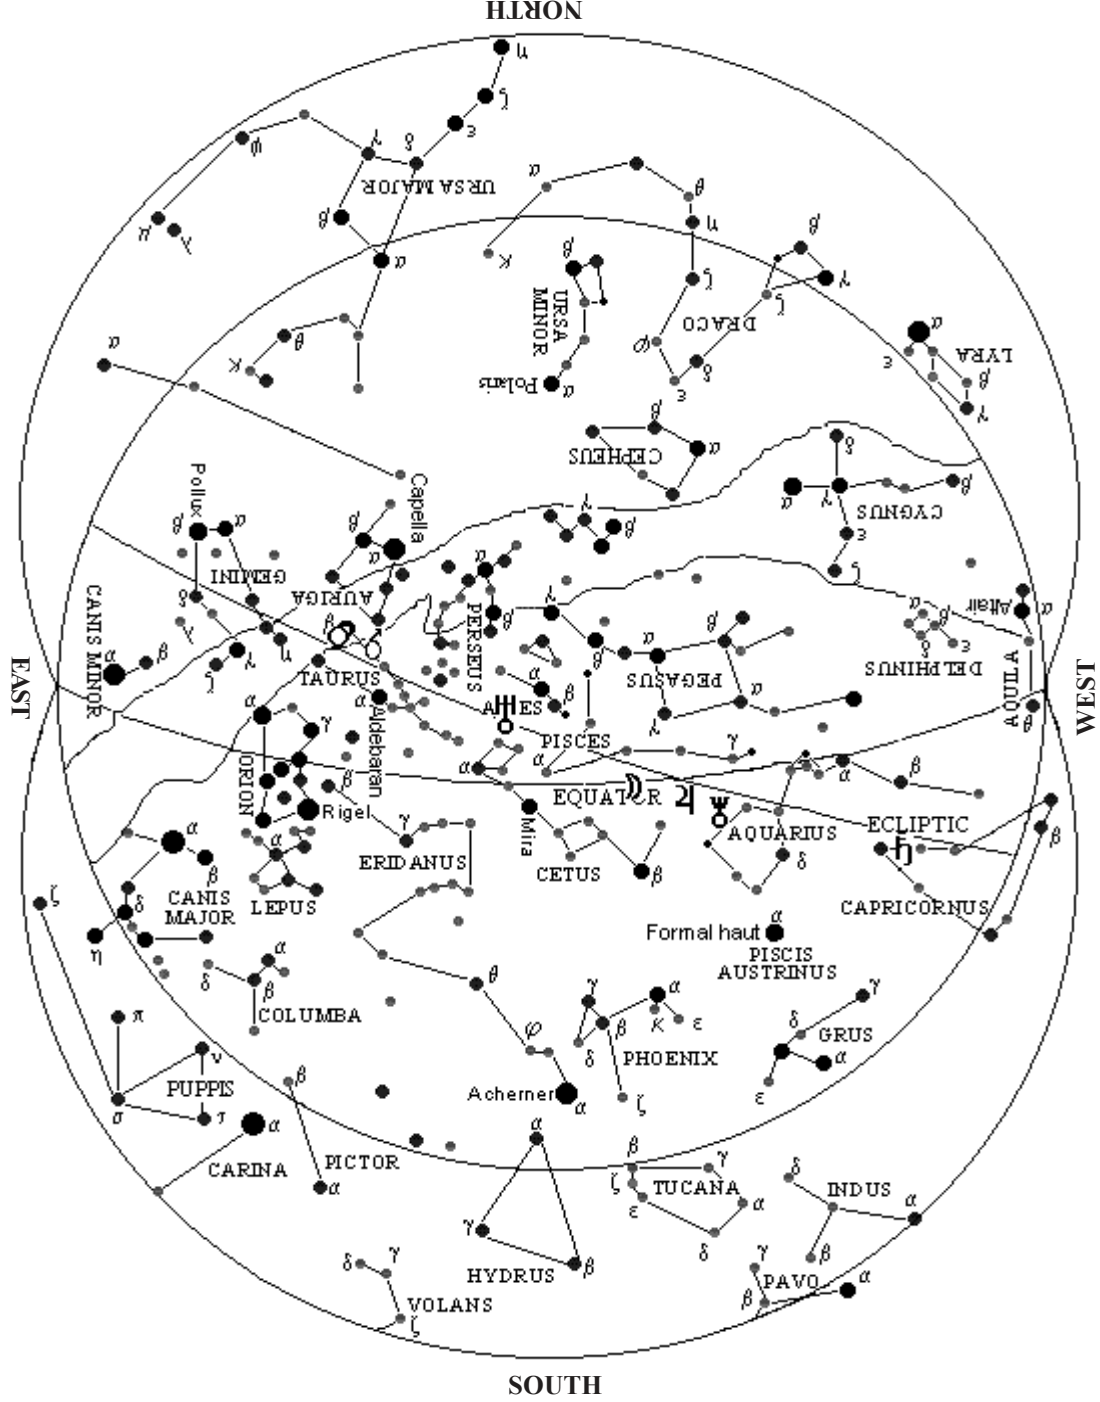 NORTH
η
ζ
ε
φ
γ
δ
URSA MAJOR
α
θ
β
μ
λ
η
α
κ
β
β
γ
ζ
ζ
URSA
MINOR
DRACO
α
LYRA
θ
φ
α
κ
δ
ε
β
γ
ε
Polaris
α
β
CEPHEUS
α
δ
Pollux
Capella
β
α
γ
β
α
γ
CYGNUS
β
GEMINI
α
ε
δ
AURIGA
α
ζ
CANIS MINOR
λ
β
PERSEUS
γ
α
Altair
α
α
β
η
β
β
α
β
DELPHINUS
ε
δ
γ
ζ
TAURUS
PEGASUS
AQULA
EAST
WEST
α
α
Aldebaran
α
β
ARIES
γ
α
θ
γ
PISCES
γ
ORION
β
α
α
α
β
EQUATOR
Rigel
Mira
AQUARIUS
ECLIPTIC
β
α
γ
α
β
ERIDANUS
CETUS
β
δ
CANIS
MAJOR
LEPUS
CAPRICORNUS
ζ
δ
η
α
Formal haut
PISCIS
AUSTRINUS
δ
α
β
COLUMBA
θ
γ
α
γ
κ
ε
δ
GRUS
π
φ
β
δ
PHOENIX
α
ν
PUPPIS
β
Acherner
α
ζ
ε
σ
τ
α
α
CARINA
PICTOR
β
γ
δ
α
ζ
TUCANA
INDUS
α
ε
α
γ
δ
β
δ
γ
HYDRUS
β
γ
PAVO
α
VOLANS
β
ζ
SOUTH